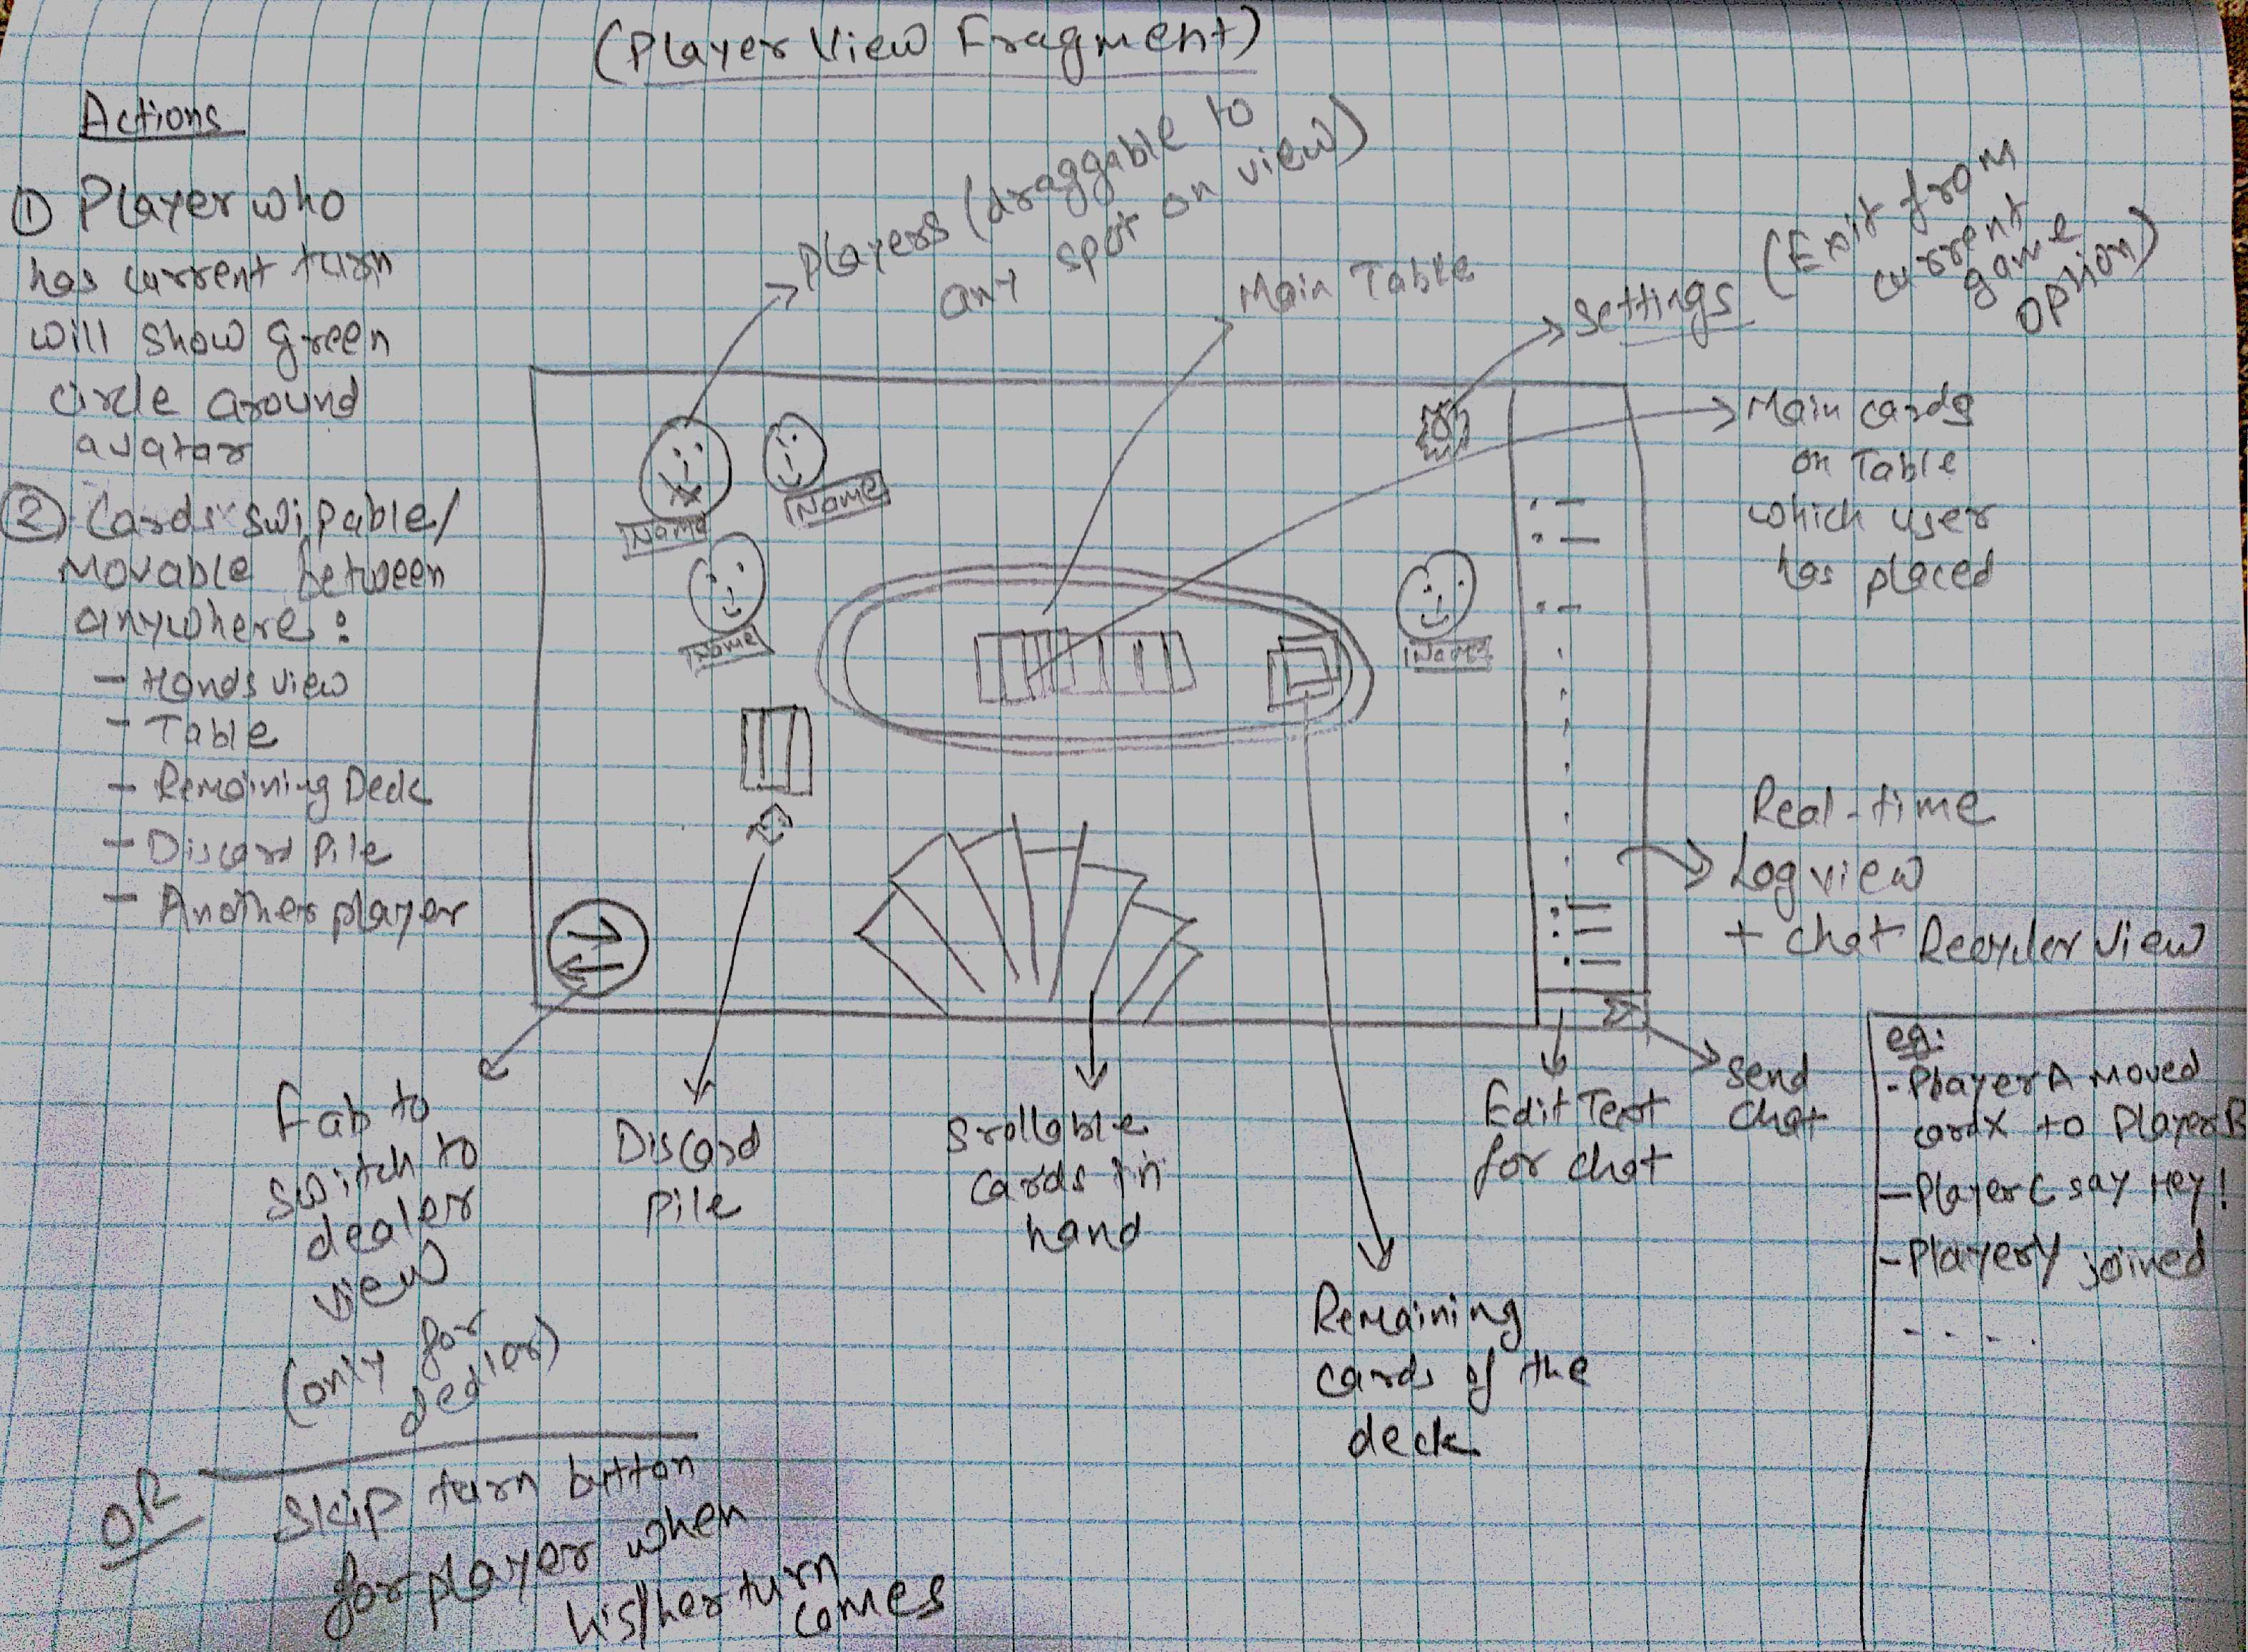 (Player View Fragment)
Actions
① Player who
has current turn
will show green
circle around
avatar
② Cards swipable/
Movable between
anywhere:
- Hands view
- Table
- Remaining Deck
- Discard Pile
- Another player
Players (draggable to
any spot on view)
Main Table
Settings
(Exit from
current
game
option)
Name
Name
Name
Name
Main cards
on Table
which user
has placed
Real-time
Log view
+ chat Recycler View
Fab to
switch to
dealer
view
(only for
dealer)
OR
Skip turn button
for player when
his/her turn
comes
Discard
Pile
Srollable
cards in
hand
Remaining
cards of the
deck
Edit Text
for chat
Send
Chat
eg:
- Player A moved
card X to Player B
- Player C say Hey!
- Player Y joined
- - - - .